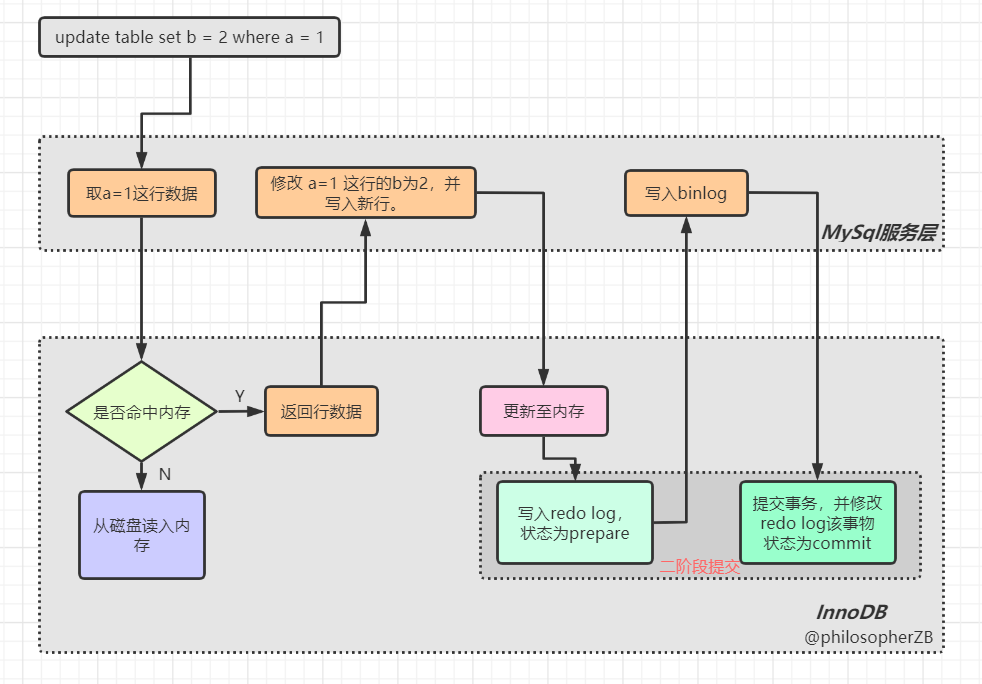 update table set b = 2 where a = 1
取a=1这行数据
修改 a=1 这行的b为2，并
写入新行。
写入binlog
MySql服务层
是否命中内存
Y
返回行数据
更新至内存
N
从磁盘读入内
存
写入redo log，
状态为prepare
提交事务，并修改
redo log该事物
状态为commit
二阶段提交
InnoDB
@philosopherZB